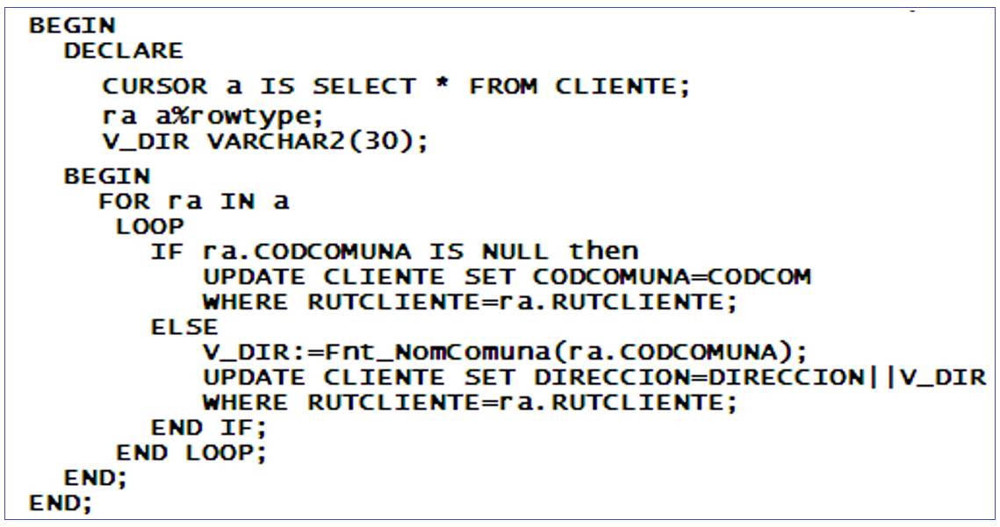 BEGIN
DECLARE
CURSOR a IS SELECT * FROM CLIENTE;
ra a%rowtype;
V_DIR VARCHAR2(30);
BEGIN
FOR ra IN a
LOOP
IF ra.CODCOMUNA IS NULL then
UPDATE CLIENTE SET CODCOMUNA=CODCOM
WHERE RUTCLIENTE=ra.RUTCLIENTE;
ELSE
V_DIR:=Fnt_NomComuna(ra.CODCOMUNA);
UPDATE CLIENTE SET DIRECCION=DIRECCION||V_DIR
WHERE RUTCLIENTE=ra.RUTCLIENTE;
END IF;
END LOOP;
END;
END;